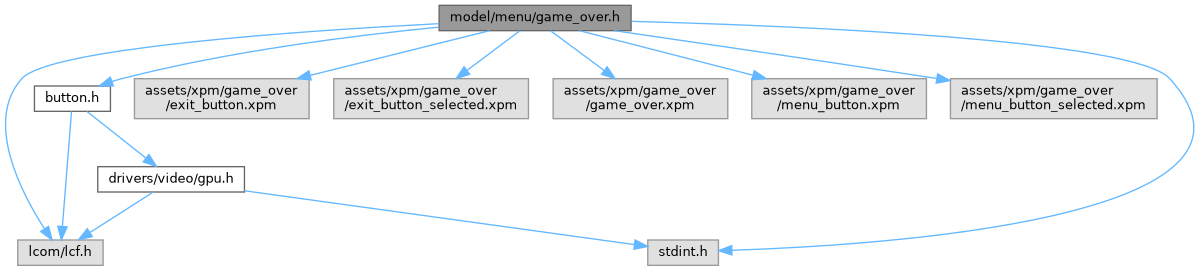 model/menu/game_over.h
button.h
assets/xpm/game_over
/exit_button.xpm
assets/xpm/game_over
/exit_button_selected.xpm
assets/xpm/game_over
/game_over.xpm
assets/xpm/game_over
/menu_button.xpm
assets/xpm/game_over
/menu_button_selected.xpm
drivers/video/gpu.h
lcom/lcf.h
stdint.h